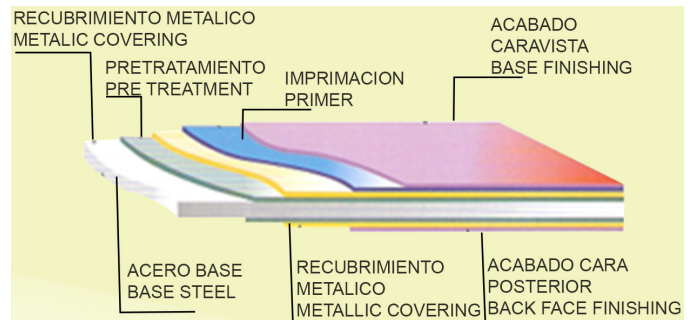 RECUBRIMIENTO METALICO
METALIC COVERING
PRETRATAMIENTO
PRE TREATMENT
IMPRIMACION
PRIMER
ACABADO
CARAVISTA
BASE FINISHING
ACERO BASE
BASE STEEL
RECUBRIMIENTO
METALICO
METALLIC COVERING
ACABADO CARA
POSTERIOR
BACK FACE FINISHING